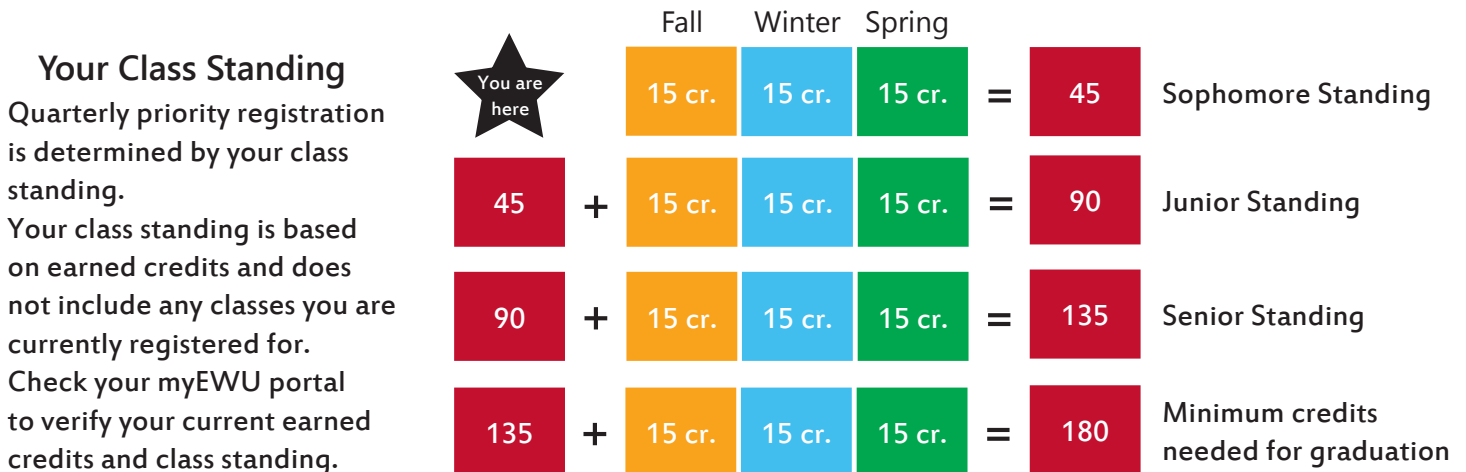 Your Class Standing
Quarterly priority registration
is determined by your class
standing.
Your class standing is based
on earned credits and does
not include any classes you are
currently registered for.
Check your myEWU portal
to verify your current earned
credits and class standing.
Fall Winter Spring
You are
here
15 cr. 15 cr. 15 cr. = 45 Sophomore Standing
45 + 15 cr. 15 cr. 15 cr. = 90 Junior Standing
90 + 15 cr. 15 cr. 15 cr. = 135 Senior Standing
135 + 15 cr. 15 cr. 15 cr. = 180 Minimum credits
needed for graduation